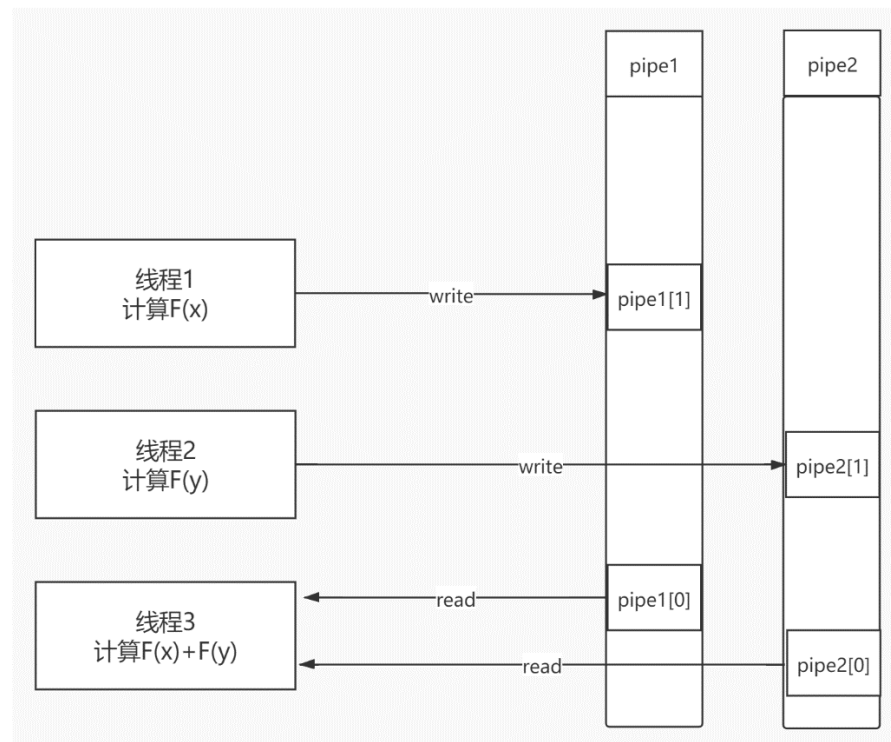 pipe1
pipe2
线程1
计算F(x)
write
pipe1[1]
线程2
计算F(y)
write
pipe2[1]
线程3
计算F(x)+F(y)
read
pipe1[0]
read
pipe2[0]